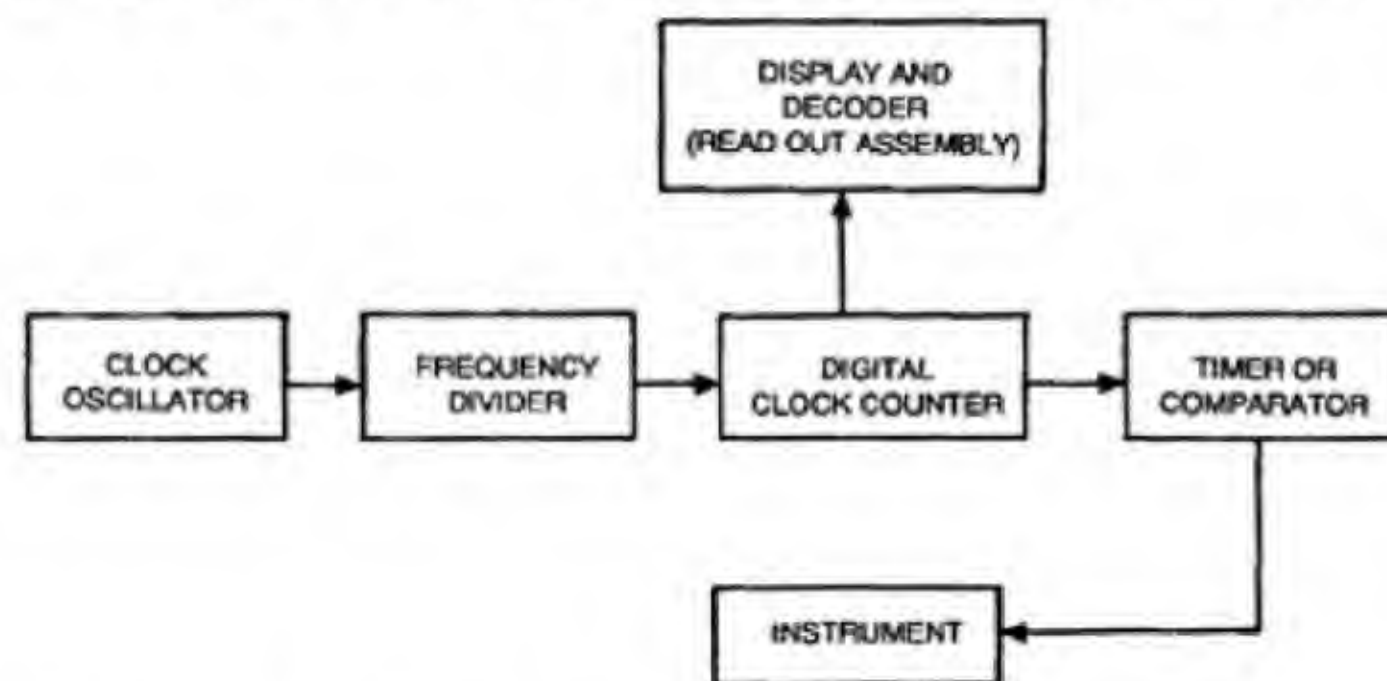 DISPLAY AND
DECODER
(READ OUT ASSEMBLY)
CLOCK
OSCILLATOR
FREQUENCY
DIVIDER
DIGITAL
CLOCK COUNTER
TIMER OR
COMPARATOR
INSTRUMENT